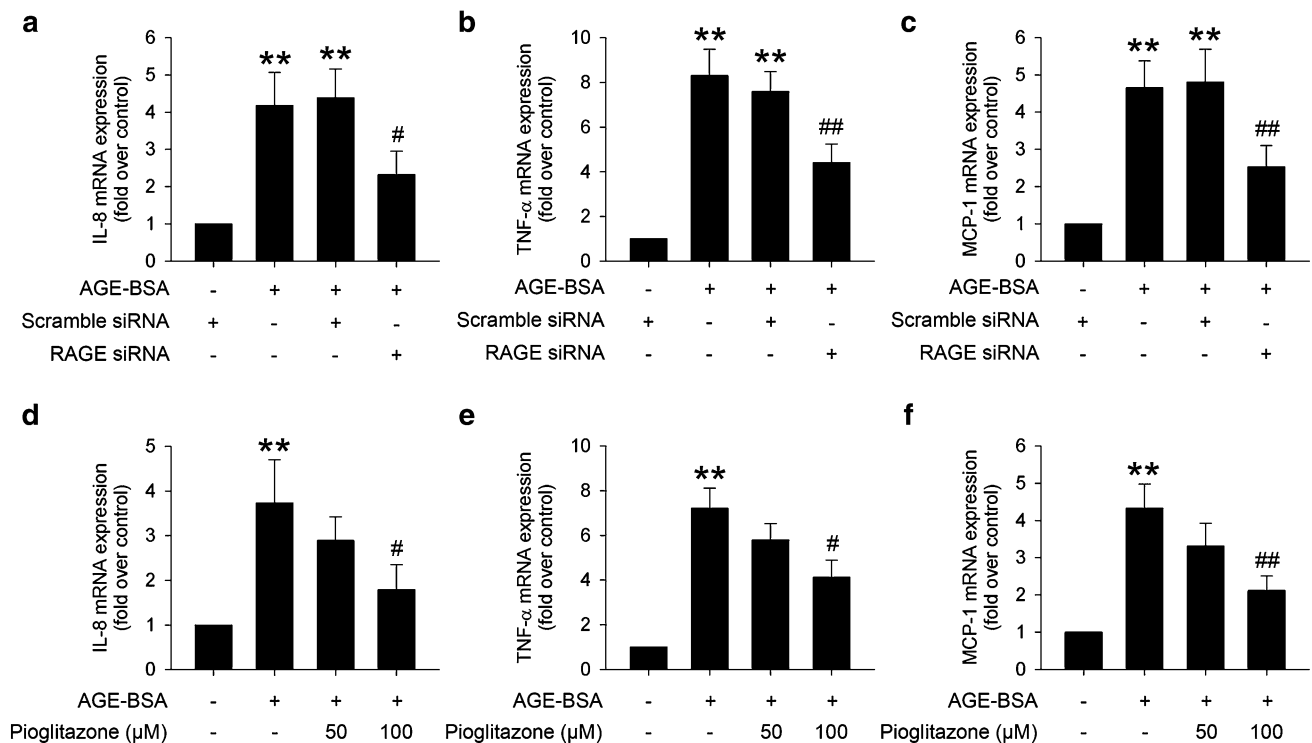 a
IL-8 mRNA expression
(fold over control)
6
5
4
3
2
1
0
** ** #
AGE-BSA - + + +
Scramble siRNA + - + -
RAGE siRNA - - - +
b
TNF-α mRNA expression
(fold over control)
10
8
6
4
2
0
** ** ##
AGE-BSA - + + +
Scramble siRNA + - + -
RAGE siRNA - - - +
c
MCP-1 mRNA expression
(fold over control)
6
5
4
3
2
1
0
** ** ##
AGE-BSA - + + +
Scramble siRNA + - + -
RAGE siRNA - - - +
d
IL-8 mRNA expression
(fold over control)
5
4
3
2
1
0
** #
AGE-BSA - + + +
Pioglitazone (µM) - - 50 100
e
TNF-α mRNA expression
(fold over control)
10
8
6
4
2
0
** #
AGE-BSA - + + +
Pioglitazone (µM) - - 50 100
f
MCP-1 mRNA expression
(fold over control)
6
5
4
3
2
1
0
** ##
AGE-BSA - + + +
Pioglitazone (µM) - - 50 100